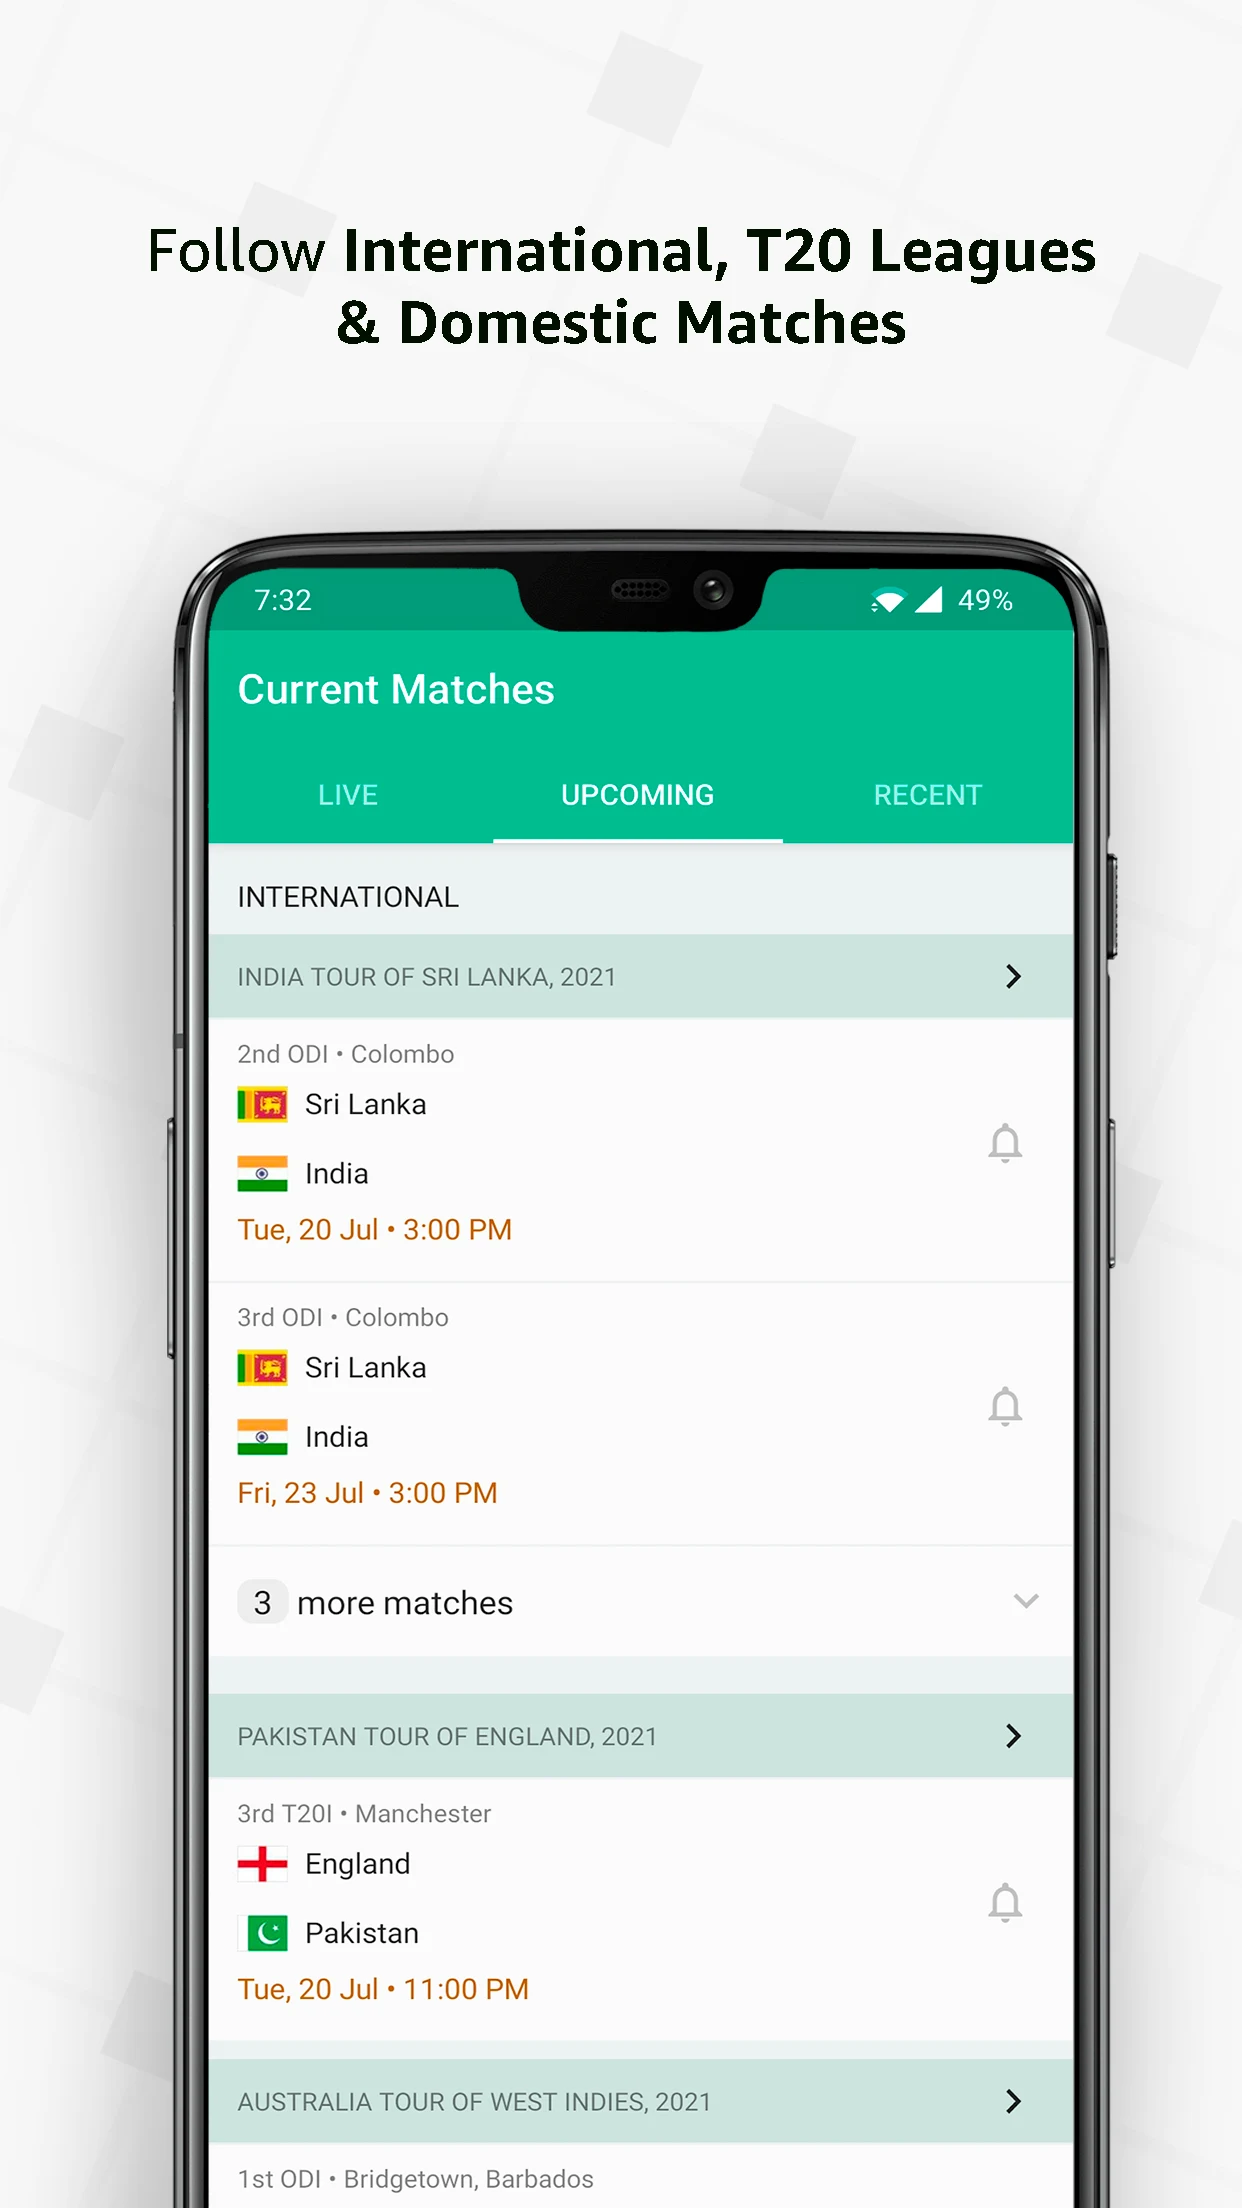 Follow International, T20 Leagues
& Domestic Matches
7:32
49%
Current Matches
LIVE
UPCOMING
RECENT
INTERNATIONAL
INDIA TOUR OF SRI LANKA, 2021
2nd ODI • Colombo
Sri Lanka
India
Tue, 20 Jul • 3:00 PM
3rd ODI • Colombo
Sri Lanka
India
Fri, 23 Jul • 3:00 PM
3 more matches
PAKISTAN TOUR OF ENGLAND, 2021
3rd T20I • Manchester
England
Pakistan
Tue, 20 Jul • 11:00 PM
AUSTRALIA TOUR OF WEST INDIES, 2021
1st ODI • Bridgetown, Barbados